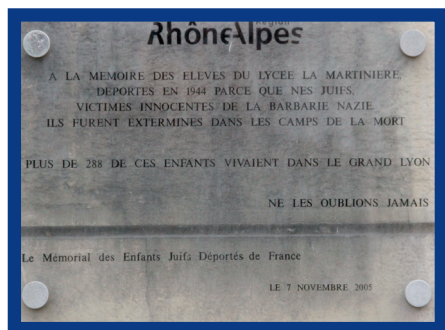 Région
RhôneAlpes
A LA MEMOIRE DES ELEVES DU LYCEE LA MARTINIERE,
DEPORTES EN 1944 PARCE QUE NES JUIFS,
VICTIMES INNOCENTES DE LA BARBARIE NAZIE
ILS FURENT EXTERMINES DANS LES CAMPS DE LA MORT
PLUS DE 288 DE CES ENFANTS VIVAIENT DANS LE GRAND LYON
NE LES OUBLIONS JAMAIS
Le Mémorial des Enfants Juifs Déportés de France
LE 7 NOVEMBRE 2005